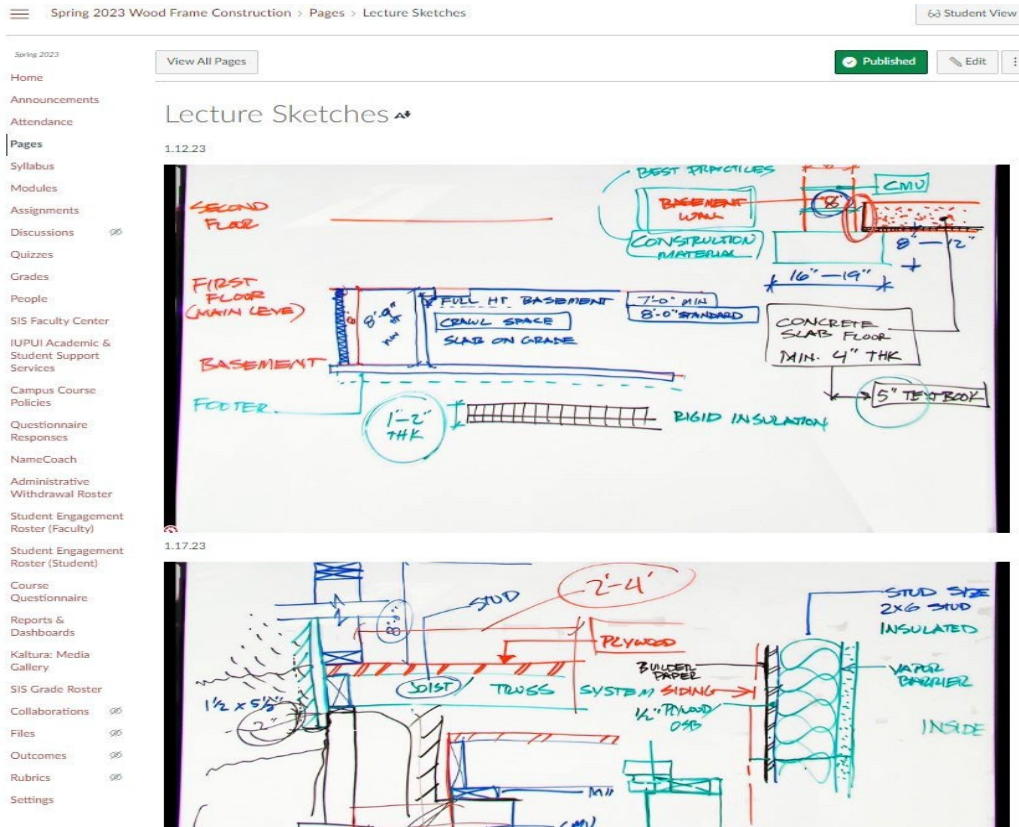 Spring 2023 Wood Frame Construction > Pages > Lecture Sketches
Student View
Spring 2023
Home
Announcements
Attendance
Pages
Syllabus
Modules
Assignments
Discussions
Quizzes
Grades
People
SIS Faculty Center
IUPUI Academic &
Student Support
Services
Campus Course
Policies
Questionnaire
Responses
NameCoach
Administrative
Withdrawal Roster
Student Engagement
Roster (Faculty)
Student Engagement
Roster (Student)
Course
Questionnaire
Reports &
Dashboards
Kaltura: Media
Gallery
SIS Grade Roster
Collaborations
Files
Outcomes
Rubrics
Settings
View All Pages
Published
Edit
Lecture Sketches
1.12.23
BEST PRACTICES
CMU
SECOND
FLOOR
BASEMENT
WALL
8"
CONSTRUCTION
MATERIAL
8" — 12"
16" — 19"
FIRST
FLOOR
(MAIN LEVE)
FULL HT BASEMENT
7'-0" MIN
CRAWL SPACE
8'-0" STANDARD
SLAB ON GRADE
CONCRETE
SLAB FLOOR
MIN. 4" THK
BASEMENT
5" TEXTBOOK
FOOTER
1'-2"
THK
RIGID INSULATION
1.17.23
2'-4'
STUD
STUD SIZE
2X6 STUD
INSULATED
PLYWOOD
BUILDER
PAPER
VAPOR
BARRIER
JOIST
TRUSS
SYSTEM
SIDING
1 1/2 x 5 1/2"
2"
1/2" PLYWOOD/
OSB
INSIDE
CMU